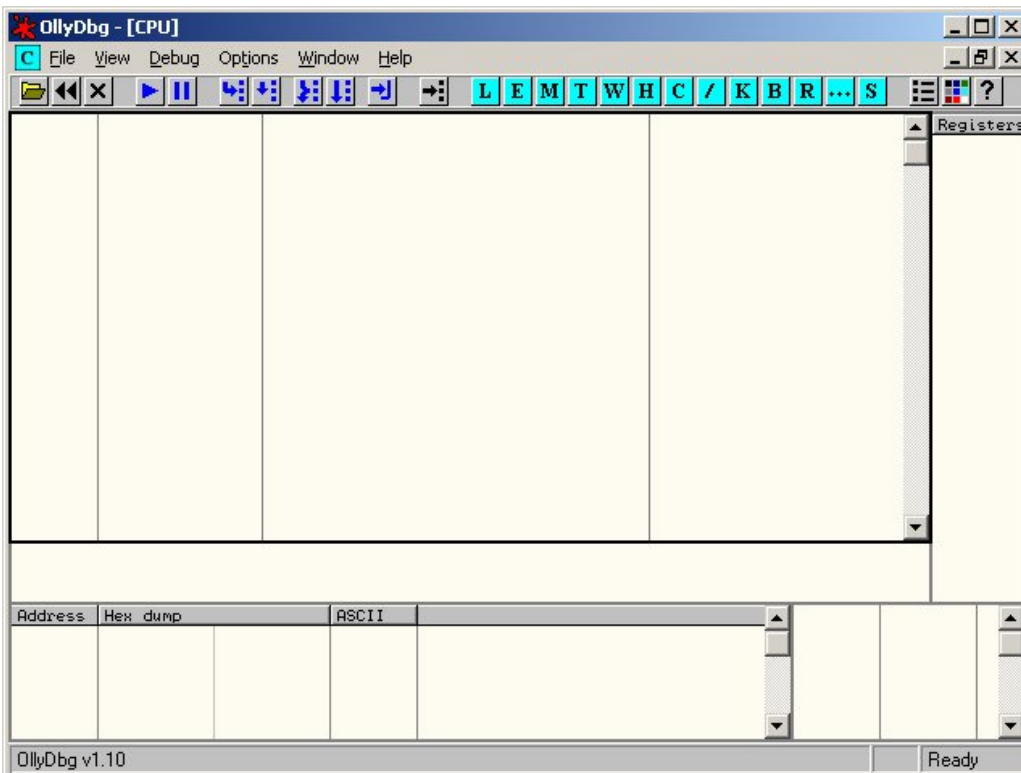 OllyDbg - [CPU]
C File View Debug Options Window Help
L E M T W H C / K B R ... S ?
Registers
Address Hex dump ASCII
OllyDbg v1.10 Ready